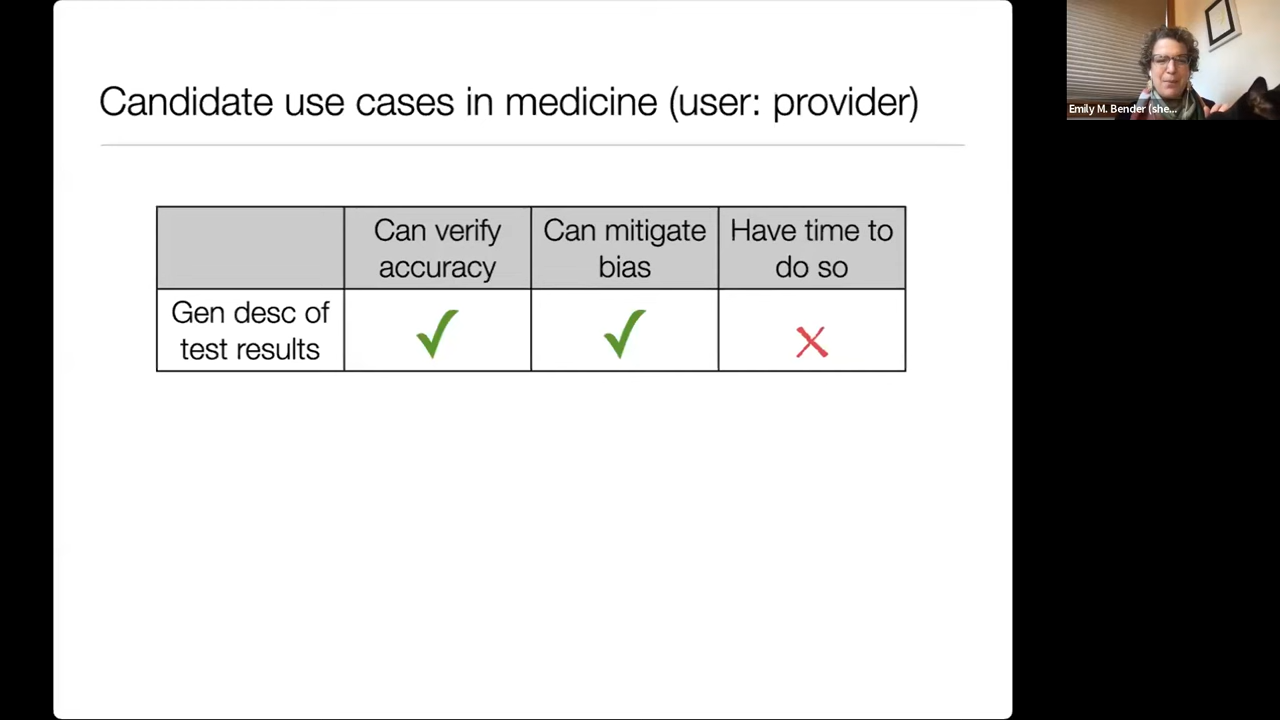 Candidate use cases in medicine (user: provider)
Can verify accuracy
Can mitigate bias
Have time to do so
Gen desc of test results
Emily M. Bender (she...